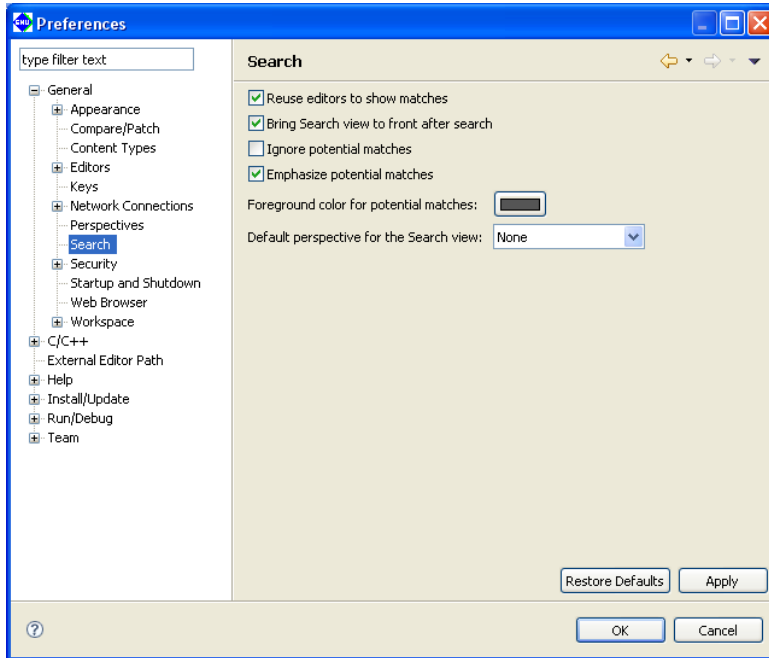 GNU Preferences
type filter text
General
Appearance
Compare/Patch
Content Types
Editors
Keys
Network Connections
Perspectives
Search
Security
Startup and Shutdown
Web Browser
Workspace
C/C++
External Editor Path
Help
Install/Update
Run/Debug
Team
Search
Reuse editors to show matches
Bring Search view to front after search
Ignore potential matches
Emphasize potential matches
Foreground color for potential matches:
Default perspective for the Search view: None
Restore Defaults Apply
? OK Cancel